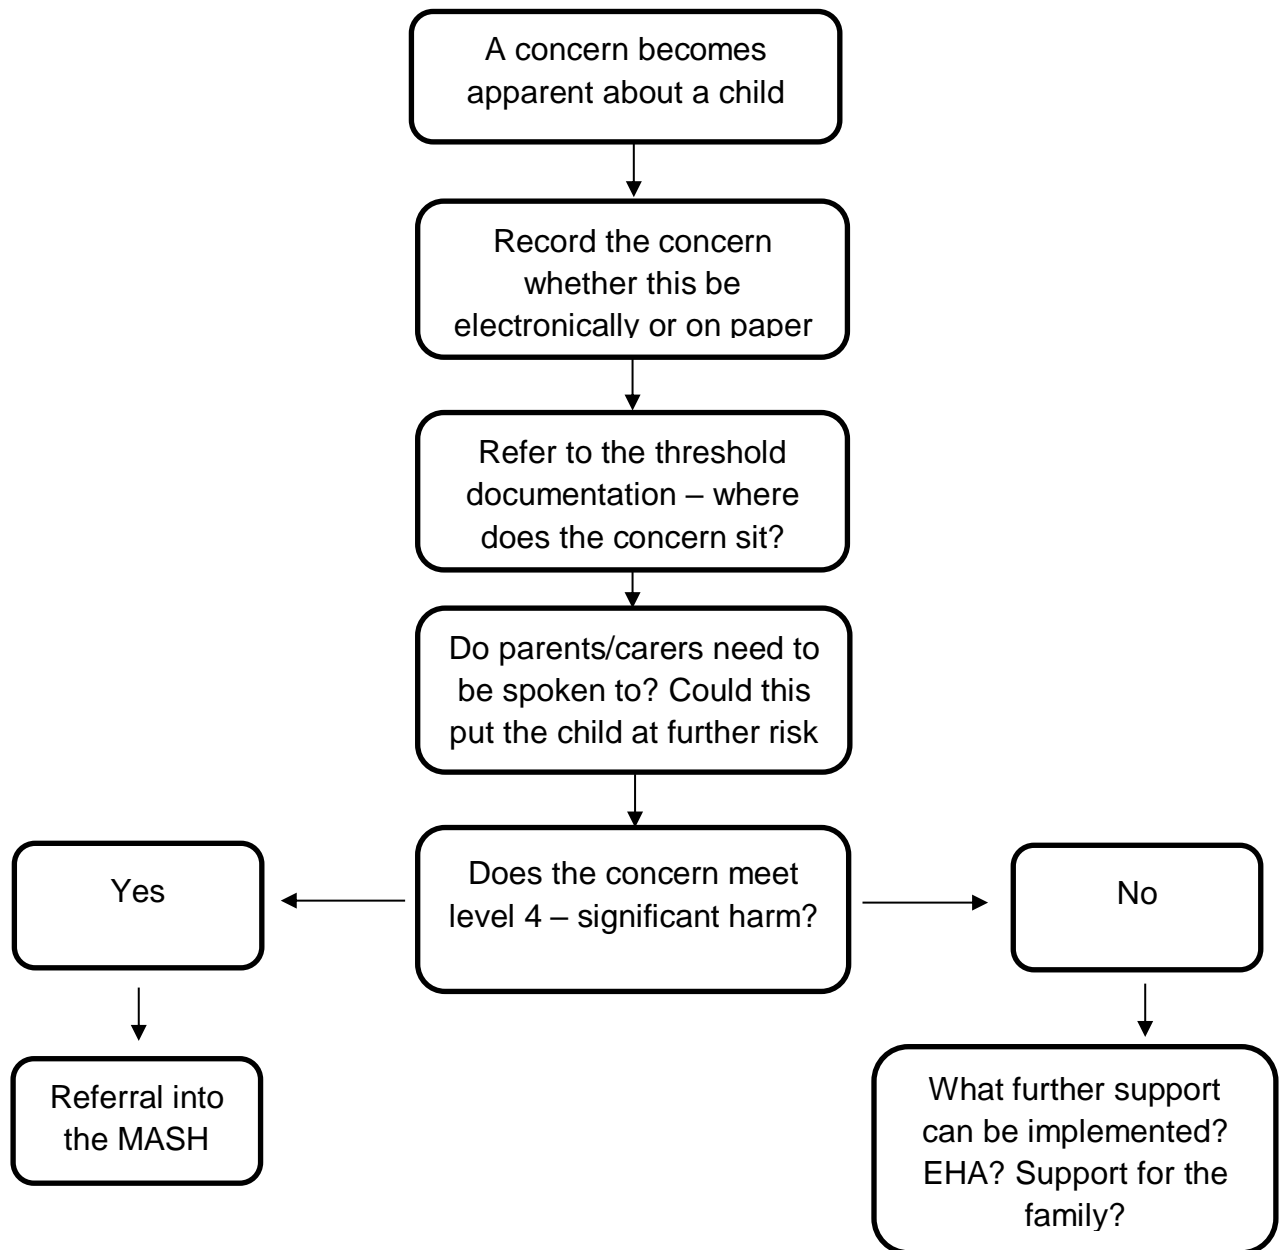 A concern becomes
apparent about a child
Record the concern
whether this be
electronically or on paper
Refer to the threshold
documentation – where
does the concern sit?
Do parents/carers need to
be spoken to? Could this
put the child at further risk
Does the concern meet
level 4 – significant harm?
Yes
No
Referral into
the MASH
What further support
can be implemented?
EHA? Support for the
family?